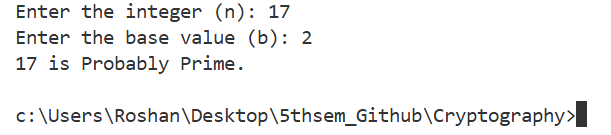 Enter the integer (n): 17
Enter the base value (b): 2
17 is Probably Prime.
c:\Users\Roshan\Desktop\5thsem_Github\Cryptography>